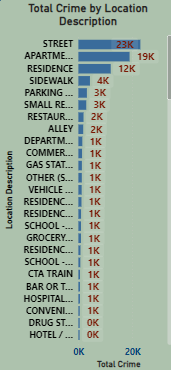 Total Crime by Location
Description
STREET 23K
APARTME... 19K
RESIDENCE 12K
SIDEWALK 4K
PARKING ... 3K
SMALL RE... 3K
RESTAUR... 2K
ALLEY 2K
DEPARTM... 1K
COMMER... 1K
GAS STAT... 1K
OTHER (S... 1K
VEHICLE ... 1K
RESIDENC... 1K
RESIDENC... 1K
SCHOOL -... 1K
GROCERY... 1K
RESIDENC... 1K
SCHOOL -... 1K
CTA TRAIN 1K
BAR OR T... 1K
HOSPITAL... 1K
CONVENI... 1K
DRUG ST... 0K
HOTEL / ... 0K
Location Description
0K 20K
Total Crime